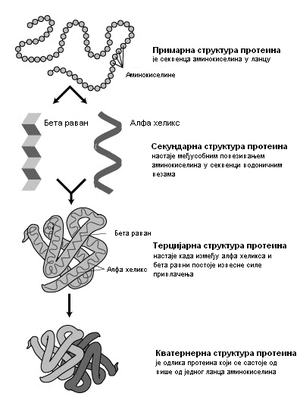 Примарна структура протеина
је секвенца аминокиселина у ланцу
Аминокиселине
Бета раван
Алфа хеликс
Секундарна структура протеина
настаје међусобним повезивањем
аминокиселина у секвенци водоничним
везама
Бета раван
Алфа хеликс
Терцијарна структура протеина
настаје када између алфа хеликса и
бета равни постоје извесне силе
привлачења
Кватернерна структура протеина
је одлика протеина који се састоје од
више од једног ланца аминокиселина